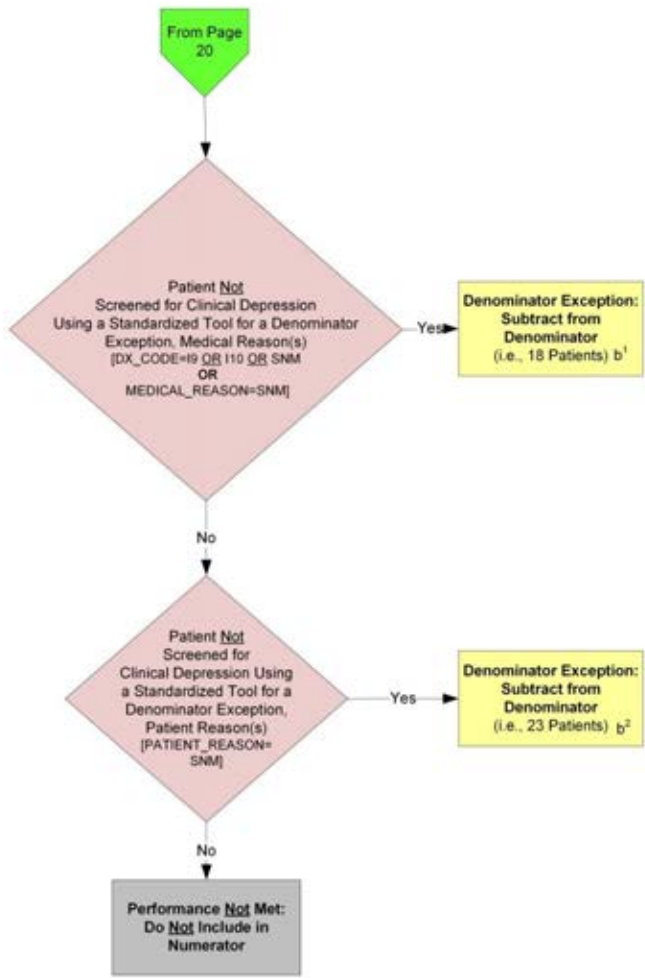 From Page
20
Patient Not
Screened for Clinical Depression
Using a Standardized Tool for a Denominator
Exception, Medical Reason(s)
[DX_CODE=I9 OR I10 OR SNM
OR
MEDICAL_REASON=SNM]
Yes
Denominator Exception:
Subtract from
Denominator
(i.e., 18 Patients) b¹
No
Patient Not
Screened for
Clinical Depression Using
a Standardized Tool for a
Denominator Exception,
Patient Reason(s)
[PATIENT_REASON=
SNM]
Yes
Denominator Exception:
Subtract from
Denominator
(i.e., 23 Patients) b²
No
Performance Not Met:
Do Not Include in
Numerator